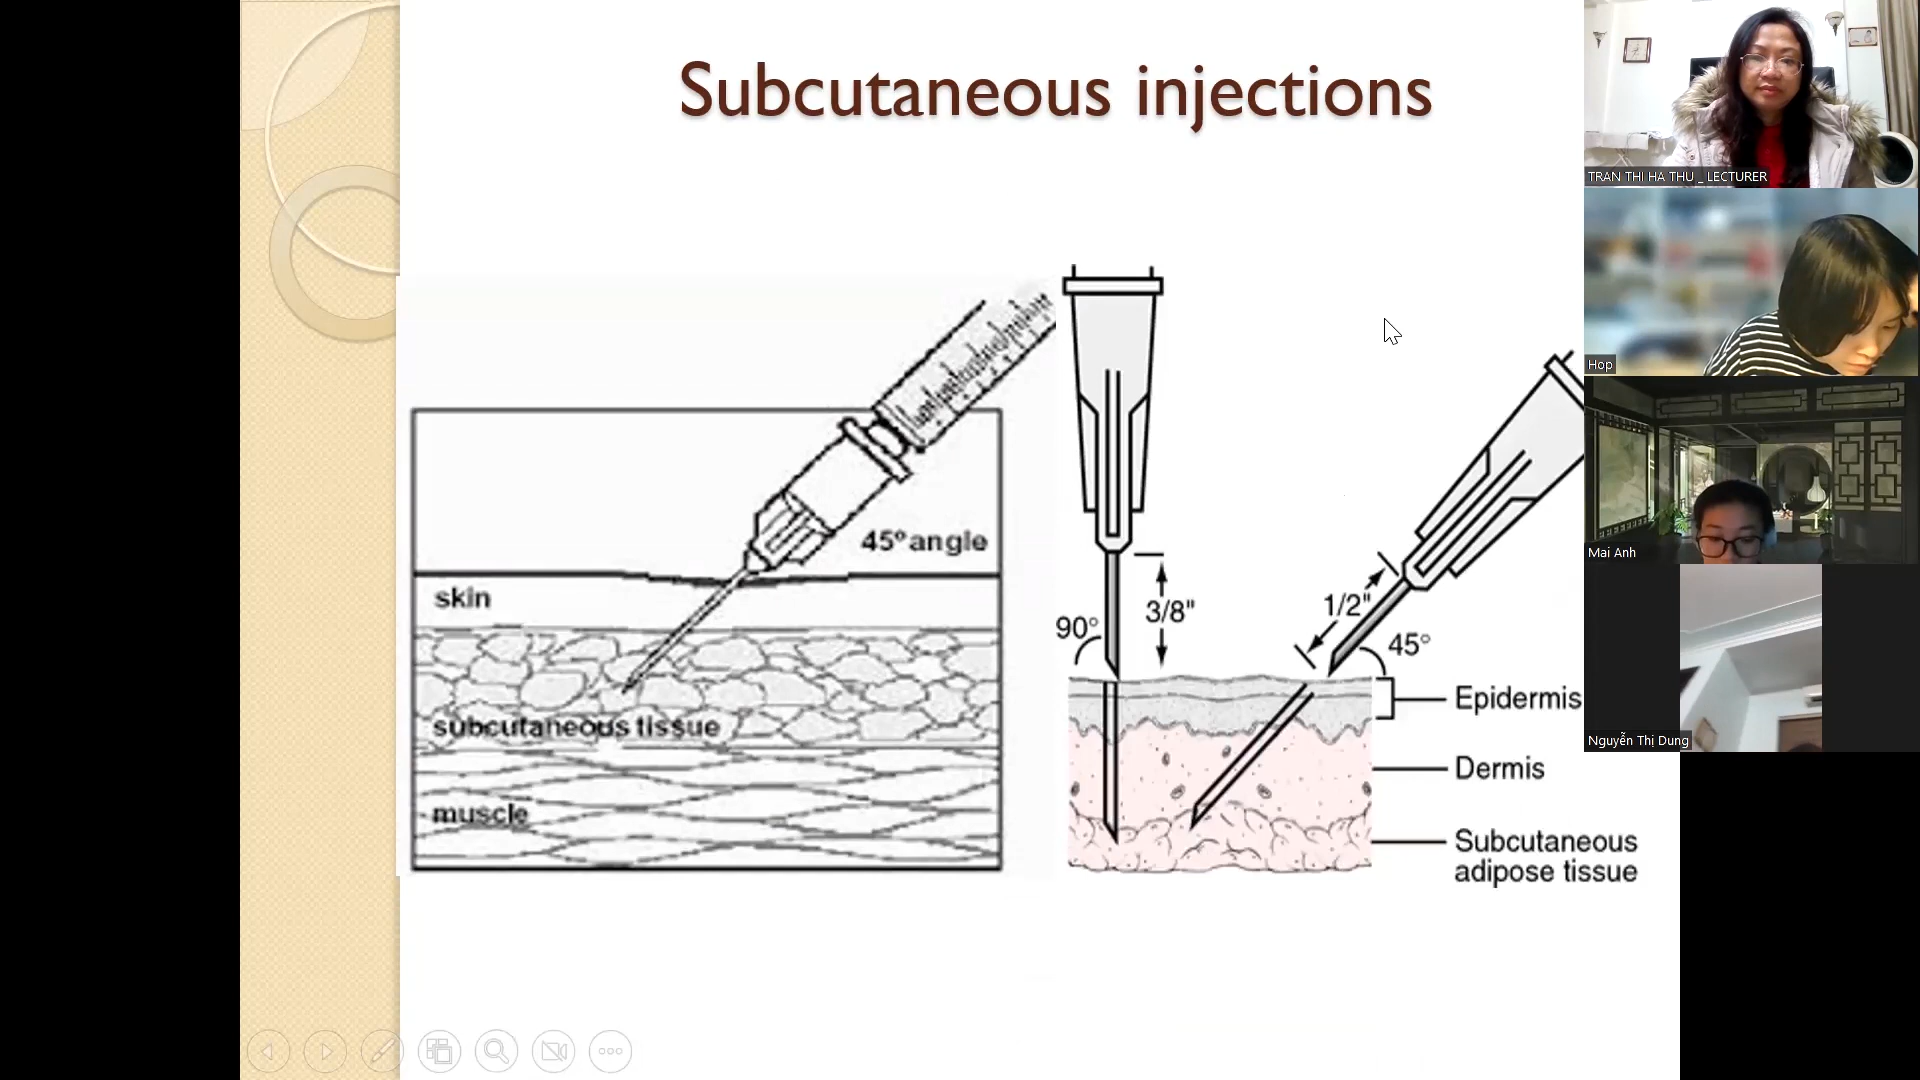 Subcutaneous injections
45° angle
skin
subcutaneous tissue
muscle
90°
3/8"
1/2"
45°
Epidermis
Dermis
Subcutaneous
adipose tissue
TRAN THI HA THU _ LECTURER
Hop
Mai Anh
Nguyễn Thị Dung